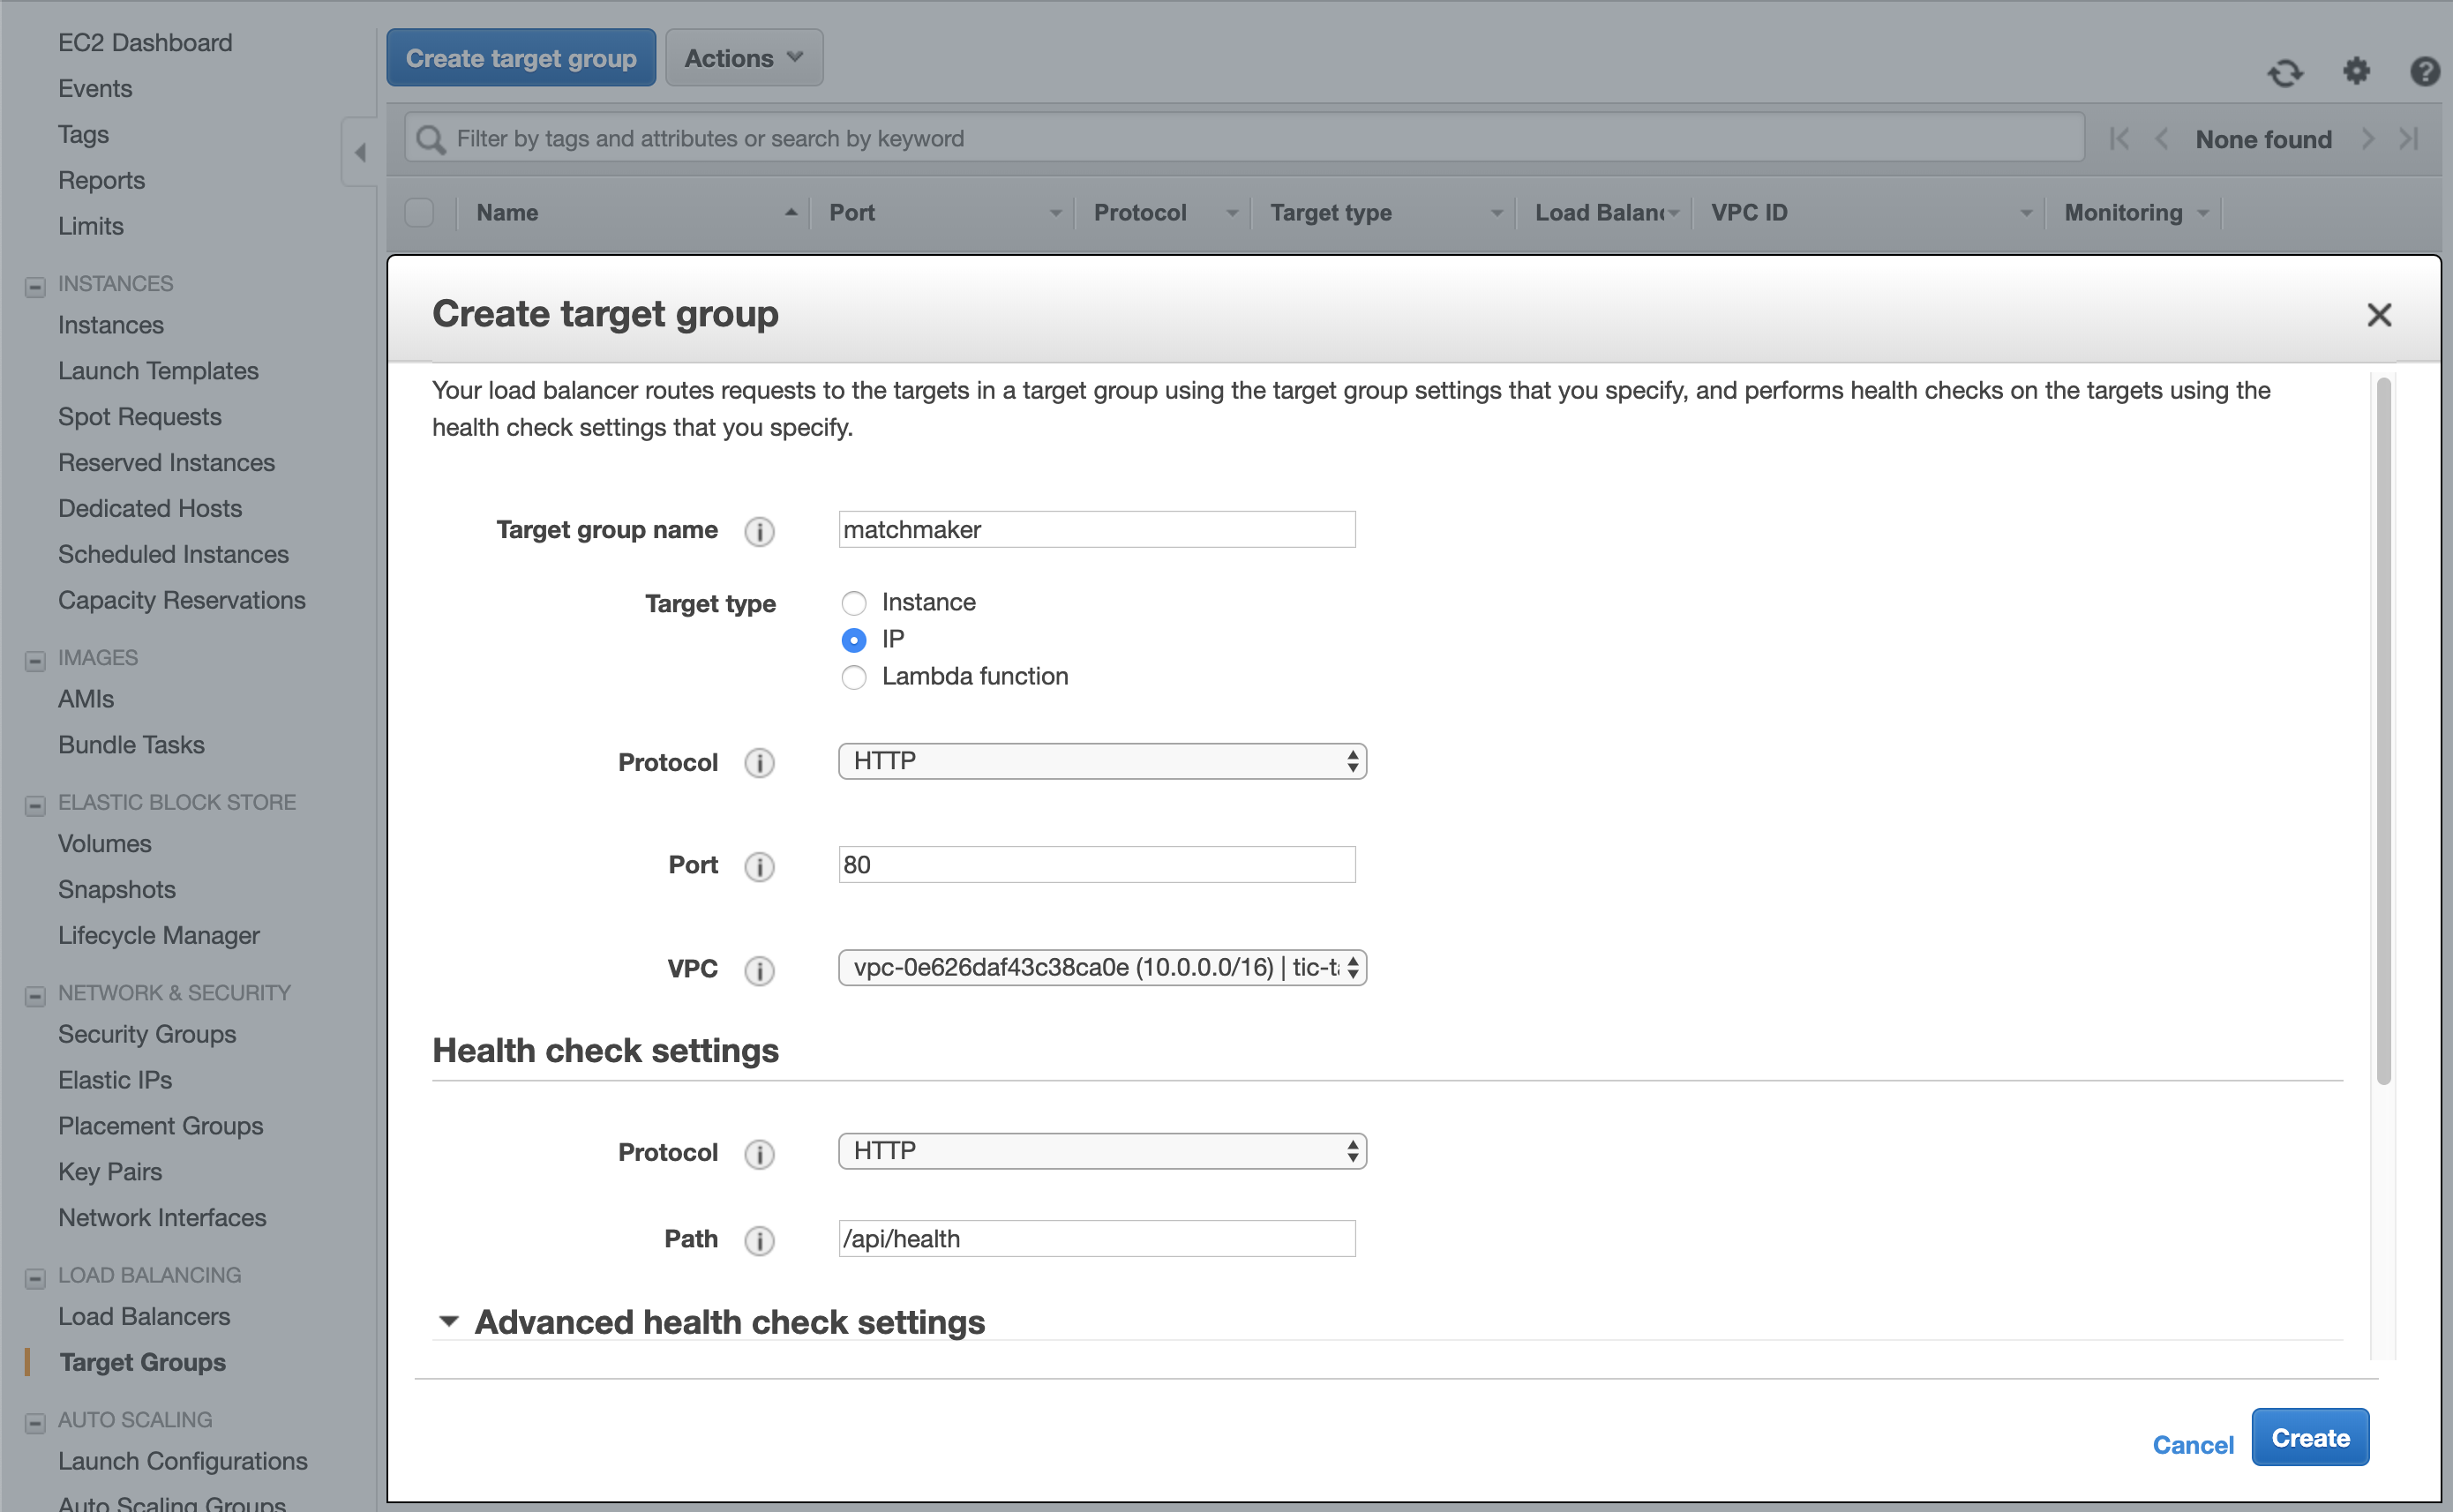 EC2 Dashboard
Events
Tags
Reports
Limits
INSTANCES
Instances
Launch Templates
Spot Requests
Reserved Instances
Dedicated Hosts
Scheduled Instances
Capacity Reservations
IMAGES
AMIs
Bundle Tasks
ELASTIC BLOCK STORE
Volumes
Snapshots
Lifecycle Manager
NETWORK & SECURITY
Security Groups
Elastic IPs
Placement Groups
Key Pairs
Network Interfaces
LOAD BALANCING
Load Balancers
Target Groups
AUTO SCALING
Launch Configurations
Auto Scaling Groups
Create target group Actions
Filter by tags and attributes or search by keyword None found
Name Port Protocol Target type Load Balanc VPC ID Monitoring
Create target group
Your load balancer routes requests to the targets in a target group using the target group settings that you specify, and performs health checks on the targets using the
health check settings that you specify.
Target group name matchmaker
Target type Instance
IP
Lambda function
Protocol HTTP
Port 80
VPC vpc-0e626daf43c38ca0e (10.0.0.0/16) | tic-ta
Health check settings
Protocol HTTP
Path /api/health
Advanced health check settings
Cancel Create